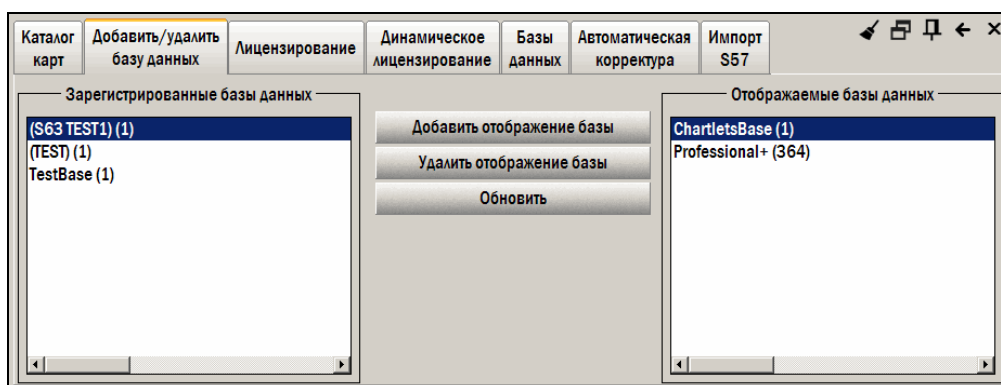 Каталог карт
Добавить/удалить базу данных
Лицензирование
Динамическое лицензирование
Базы данных
Автоматическая корректура
Импорт S57
Зарегистрированные базы данных
(S63 TEST1) (1)
(TEST) (1)
TestBase (1)
Добавить отображение базы
Удалить отображение базы
Обновить
Отображаемые базы данных
ChartletsBase (1)
Professional+ (364)